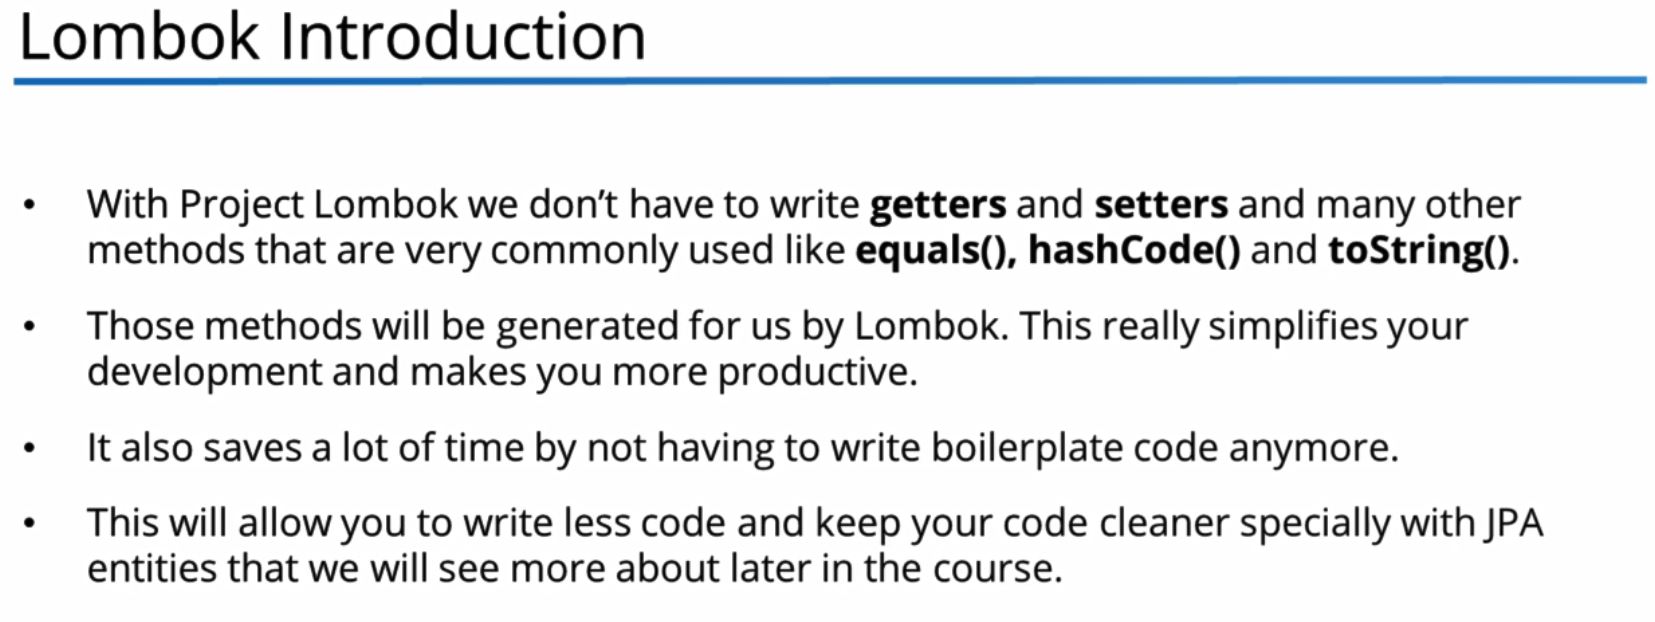 Lombok Introduction
• With Project Lombok we don’t have to write getters and setters and many other
methods that are very commonly used like equals(), hashCode() and toString().
• Those methods will be generated for us by Lombok. This really simplifies your
development and makes you more productive.
• It also saves a lot of time by not having to write boilerplate code anymore.
• This will allow you to write less code and keep your code cleaner specially with JPA
entities that we will see more about later in the course.